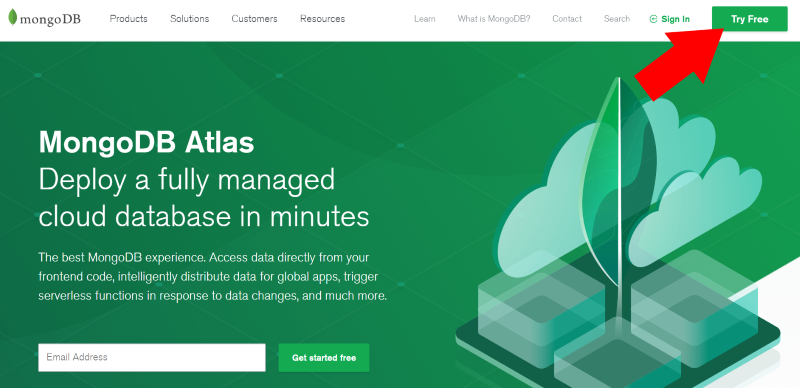 mongoDB Products Solutions Customers Resources Learn What is MongoDB? Contact Search Sign In Try Free
MongoDB Atlas
Deploy a fully managed
cloud database in minutes
The best MongoDB experience. Access data directly from your
frontend code, intelligently distribute data for global apps, trigger
serverless functions in response to data changes, and much more.
Email Address Get started free